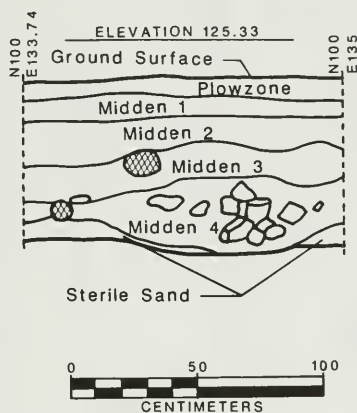 N100
E133.74
ELEVATION 125.33
N100
E135
Ground Surface
Plowzone
Midden 1
Midden 2
Midden 3
Midden 4
Sterile Sand
0 50 100
CENTIMETERS